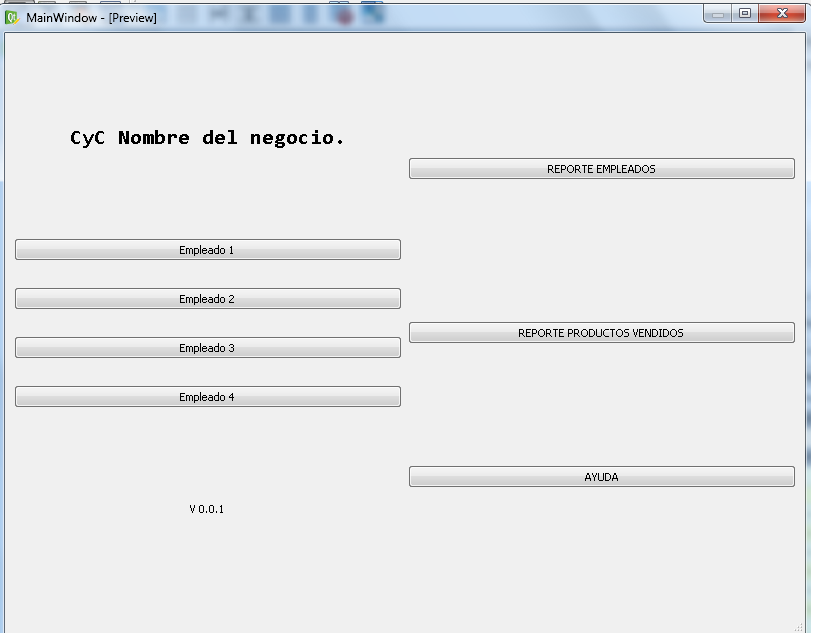 MainWindow - [Preview]
CyC Nombre del negocio.
Empleado 1
Empleado 2
Empleado 3
Empleado 4
V 0.0.1
REPORTE EMPLEADOS
REPORTE PRODUCTOS VENDIDOS
AYUDA